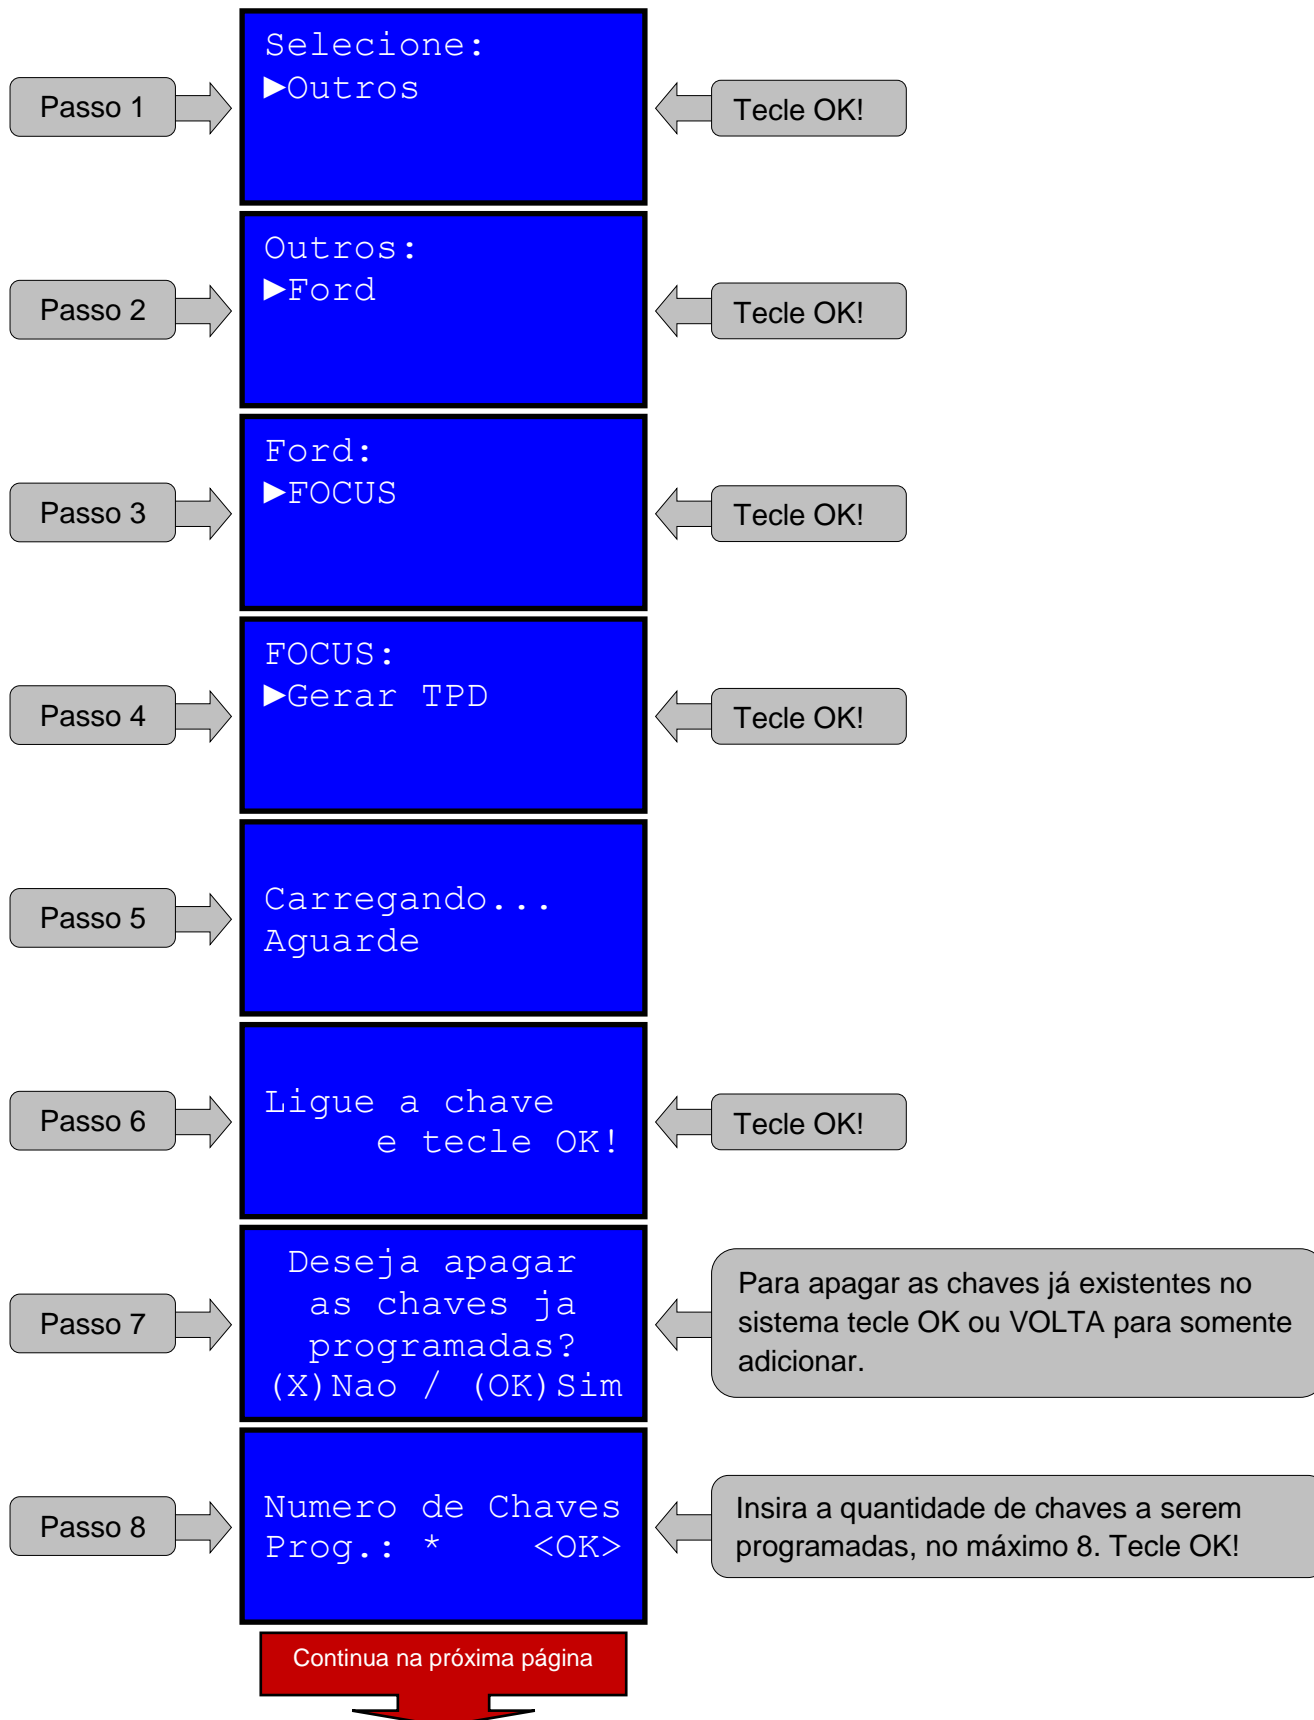 Passo 1
Selecione:
►Outros
Tecle OK!
Passo 2
Outros:
►Ford
Tecle OK!
Passo 3
Ford:
►FOCUS
Tecle OK!
Passo 4
FOCUS:
►Gerar TPD
Tecle OK!
Passo 5
Carregando...
Aguarde
Passo 6
Ligue a chave
e tecle OK!
Tecle OK!
Passo 7
Deseja apagar
as chaves ja
programadas?
(X)Nao / (OK)Sim
Para apagar as chaves já existentes no
sistema tecle OK ou VOLTA para somente
adicionar.
Passo 8
Numero de Chaves
Prog.: * <OK>
Insira a quantidade de chaves a serem
programadas, no máximo 8. Tecle OK!
Continua na próxima página